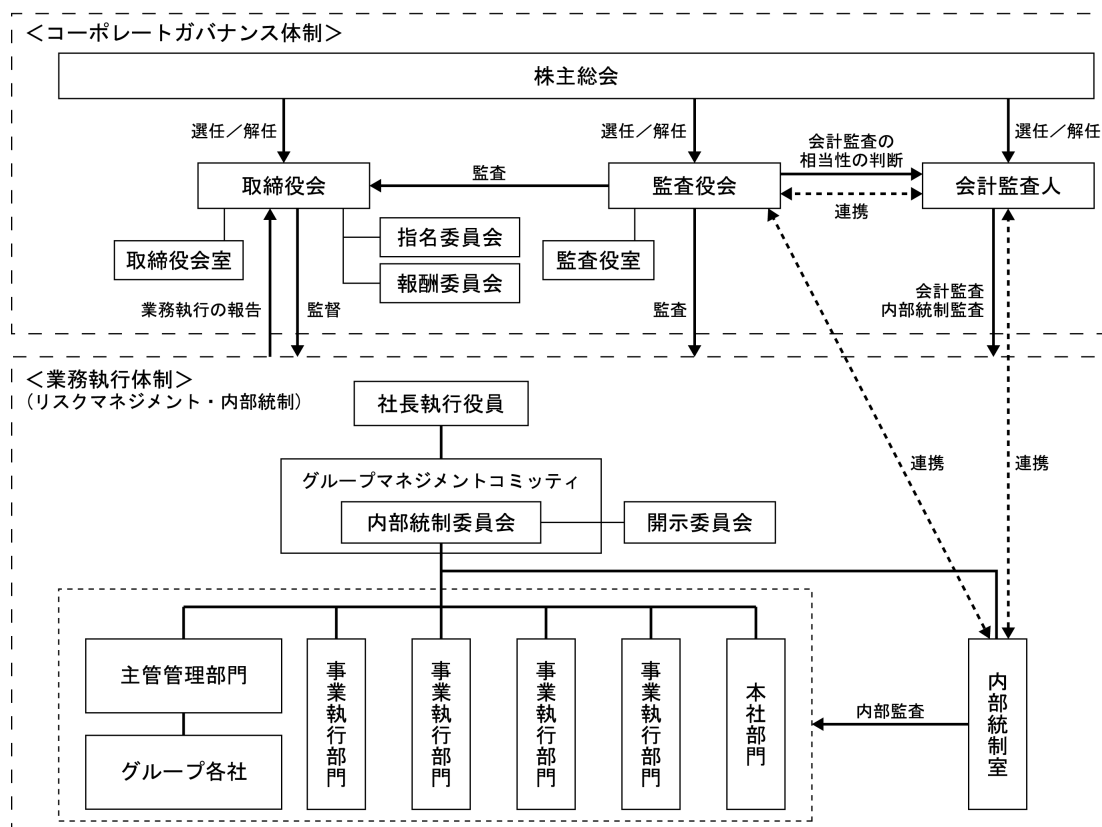 ＜コーポレートガバナンス体制＞
株主総会
選任／解任
選任／解任
会計監査の
相当性の判断
選任／解任
取締役会
監査
監査役会
連携
会計監査人
取締役会室
指名委員会
報酬委員会
監査役室
業務執行の報告
監督
監査
会計監査
内部統制監査
＜業務執行体制＞
（リスクマネジメント・内部統制）
社長執行役員
グループマネジメントコミッティ
内部統制委員会
開示委員会
連携
連携
主管管理部門
グループ各社
事業執行部門
事業執行部門
事業執行部門
事業執行部門
本社部門
内部監査
内部統制室